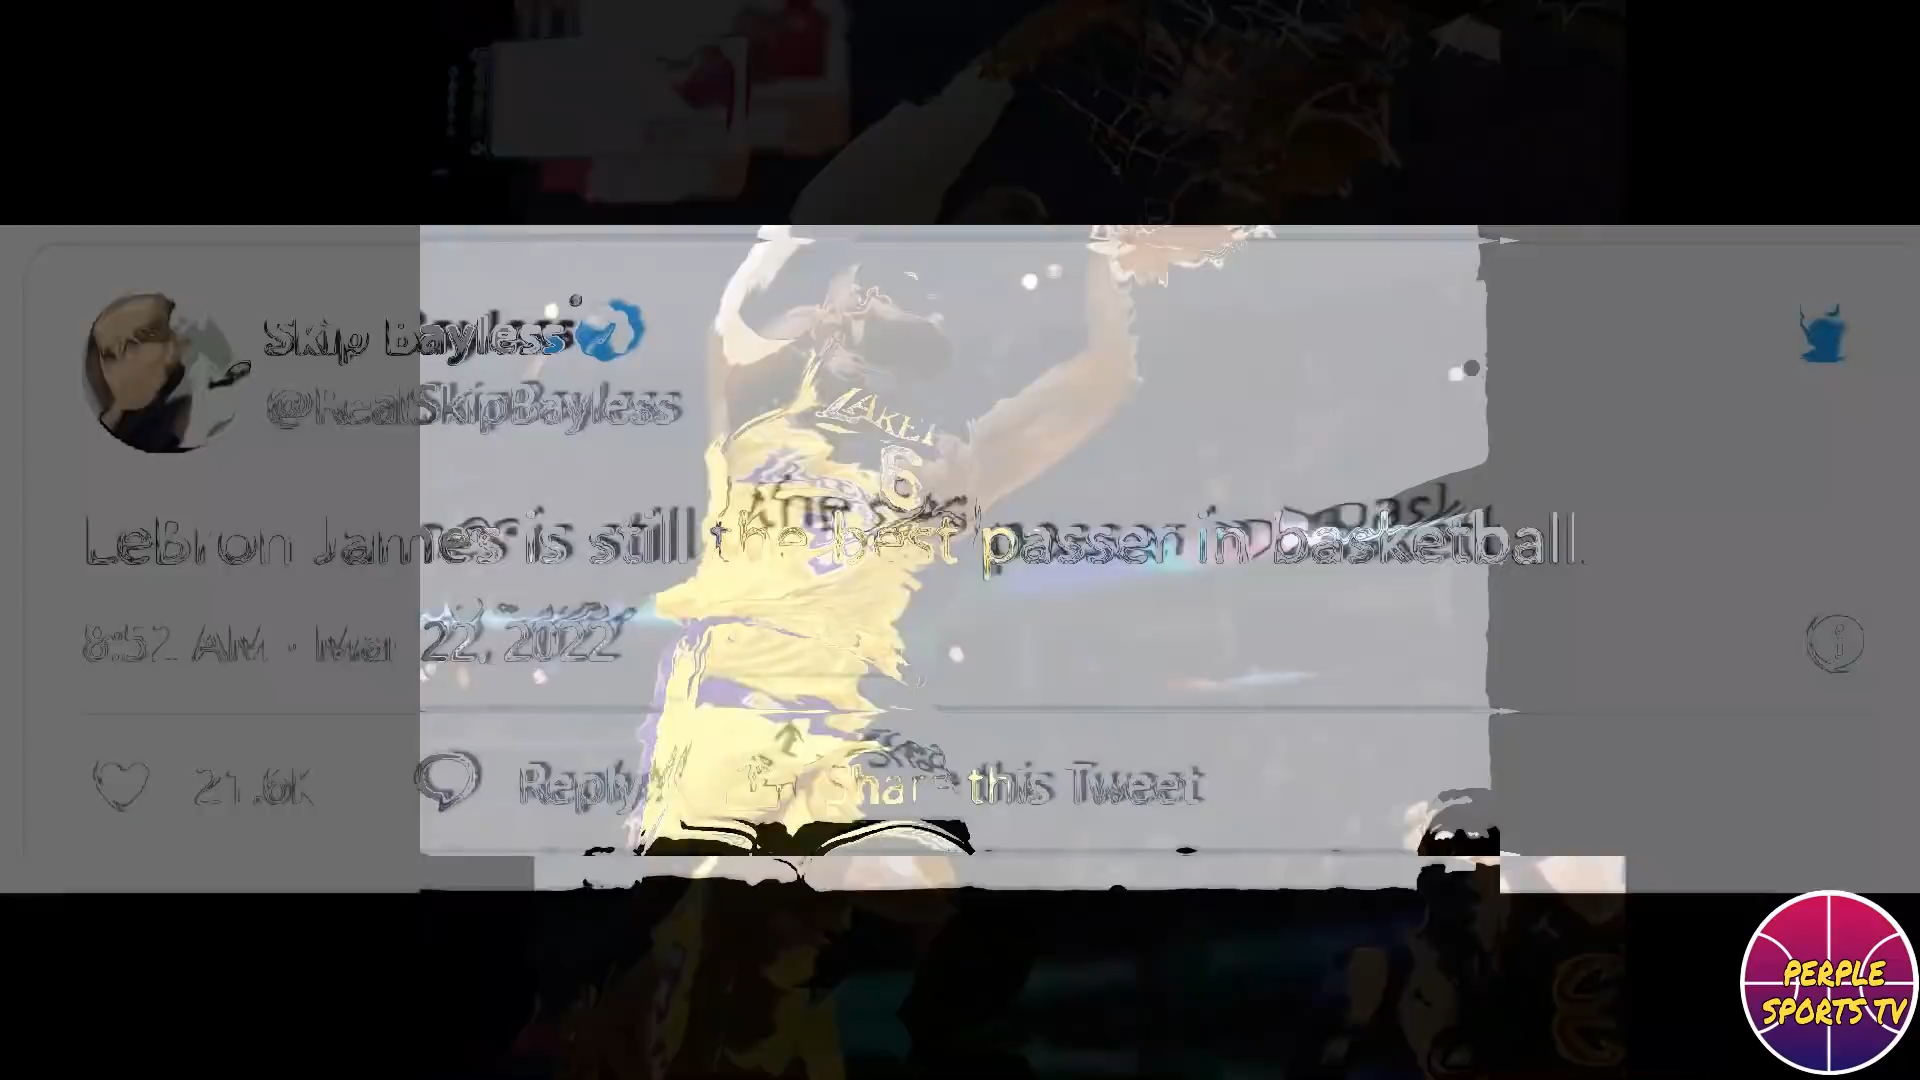 Skip Bayless
@RealSkipBayless
LAKE
6
LeBron James is still the best passer in basketball.
8:52 AM · Mar 22, 2022
21.6K Reply Share this Tweet
PERPLE
SPORTS TV